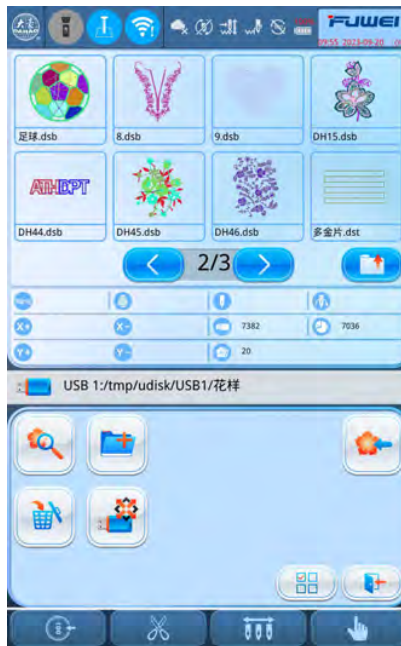 FUWEI
09:55 2023-09-20
足球.dsb
8.dsb
9.dsb
DH15.dsb
DH44.dsb
DH45.dsb
DH46.dsb
多金片.dst
2/3
X+
X-
7382
7036
Y+
Y-
20
USB 1:/tmp/udisk/USB1/花样